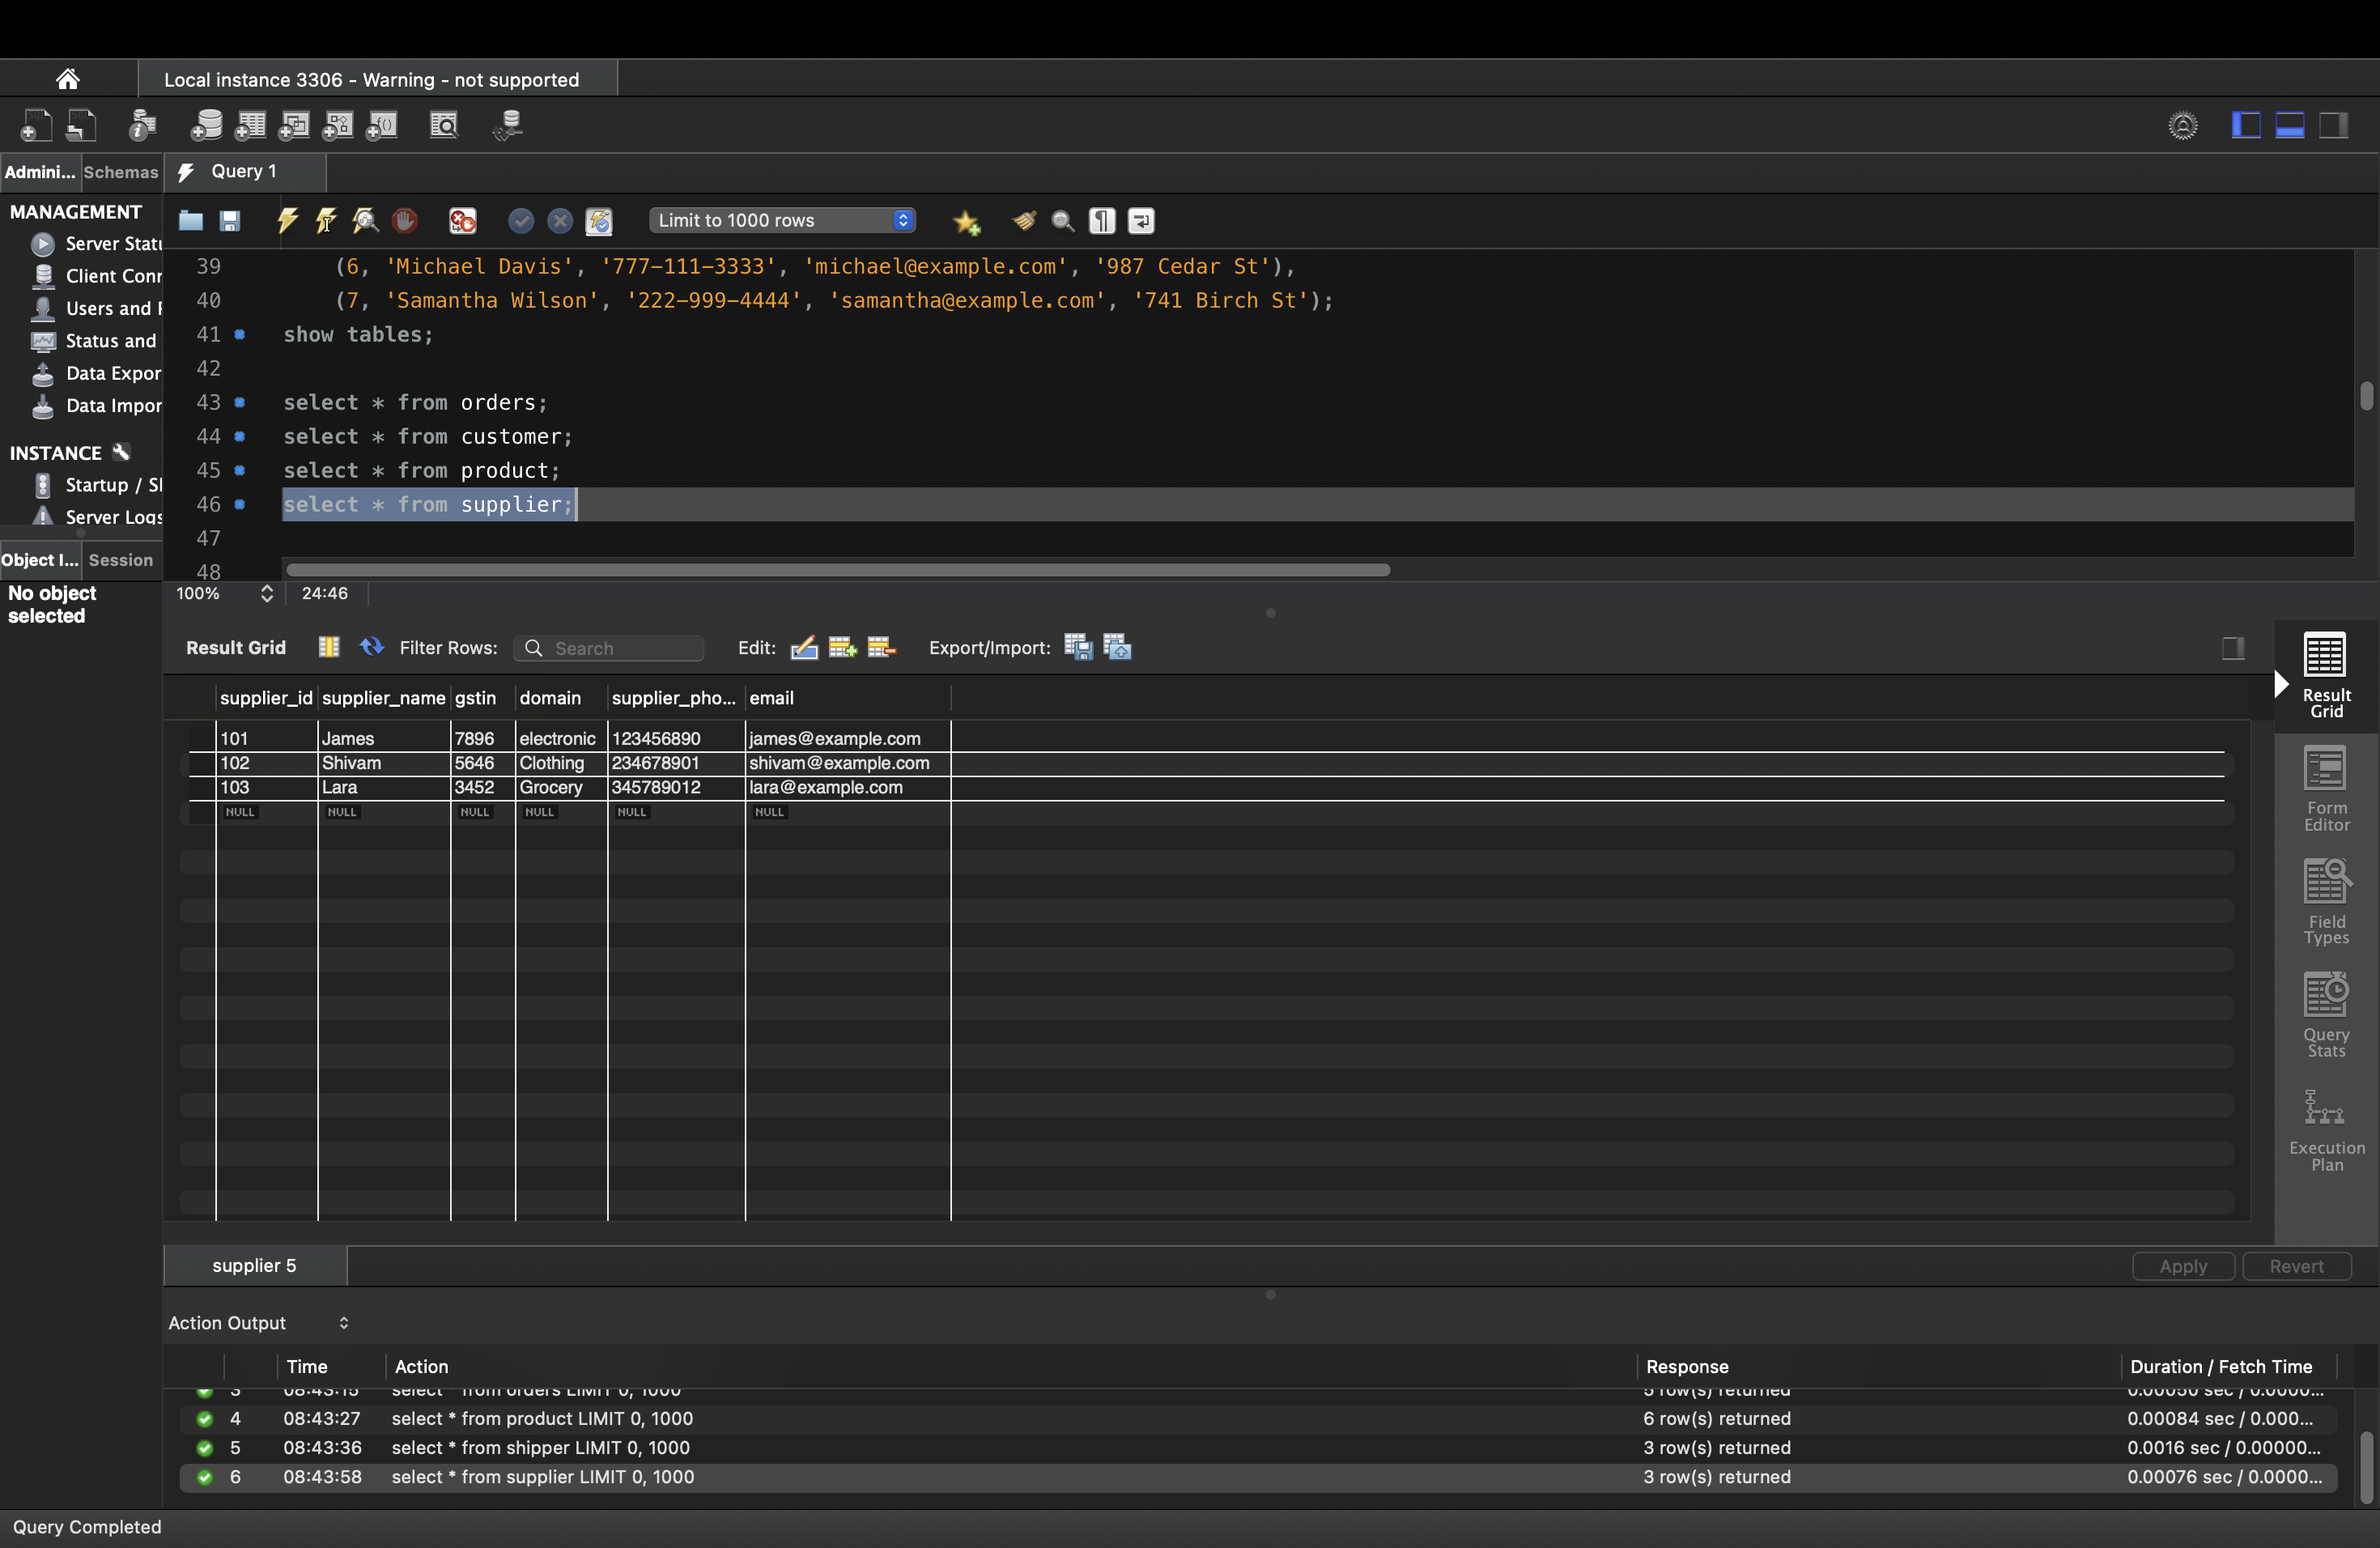 Local instance 3306 - Warning - not supported
Admini... Schemas Query 1
MANAGEMENT
Limit to 1000 rows
Server Statu
Client Conn
Users and P
Status and
Data Expor
Data Impor
INSTANCE
Startup / Sh
Server Logs
Object I... Session
No object
selected
39 (6, 'Michael Davis', '777-111-3333', 'michael@example.com', '987 Cedar St'),
40 (7, 'Samantha Wilson', '222-999-4444', 'samantha@example.com', '741 Birch St');
41 show tables;
42
43 select * from orders;
44 select * from customer;
45 select * from product;
46 select * from supplier;
47
48
100% 24:46
Result Grid Filter Rows: Search Edit: Export/Import:
supplier_id supplier_name gstin domain supplier_pho... email
101 James 7896 electronic 123456890 james@example.com
102 Shivam 5646 Clothing 234678901 shivam@example.com
103 Lara 3452 Grocery 345789012 lara@example.com
NULL NULL NULL NULL NULL NULL
Result
Grid
Form
Editor
Field
Types
Query
Stats
Execution
Plan
supplier 5 Apply Revert
Action Output
Time Action Response Duration / Fetch Time
3 08:43:15 select * from orders LIMIT 0, 1000 5 row(s) returned 0.00050 sec / 0.0000...
4 08:43:27 select * from product LIMIT 0, 1000 6 row(s) returned 0.00084 sec / 0.000...
5 08:43:36 select * from shipper LIMIT 0, 1000 3 row(s) returned 0.0016 sec / 0.00000...
6 08:43:58 select * from supplier LIMIT 0, 1000 3 row(s) returned 0.00076 sec / 0.0000...
Query Completed